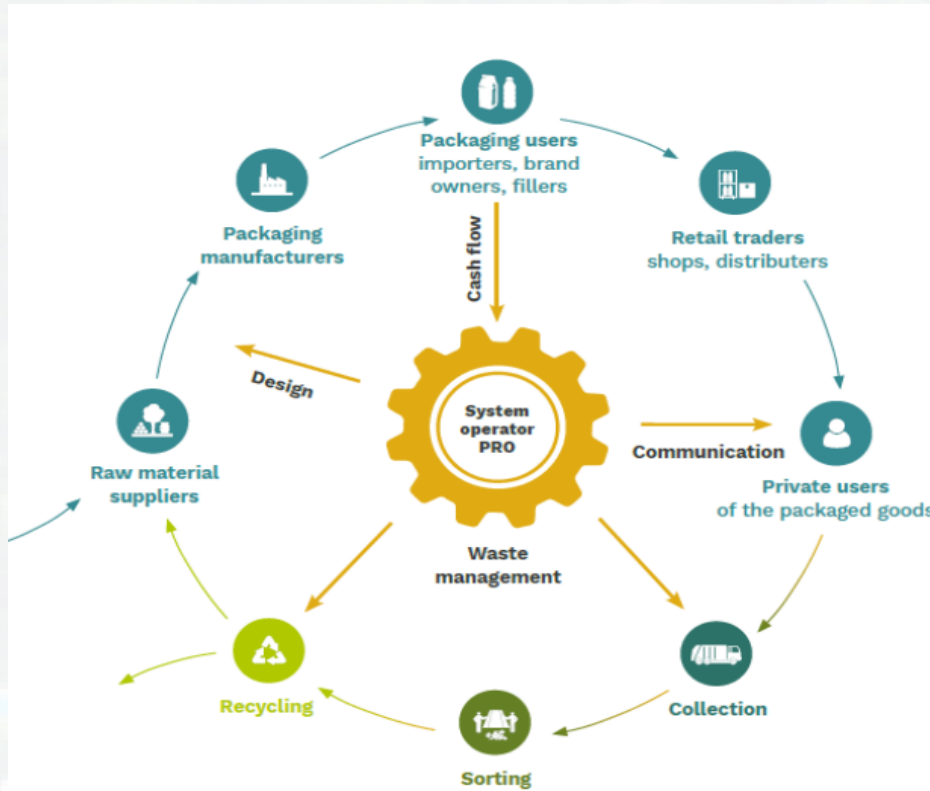 Packaging users
importers, brand
owners, fillers
Packaging
manufacturers
Retail traders
shops, distributers
Cash flow
Design
System
operator
PRO
Communication
Raw material
suppliers
Private users
of the packaged goods
Waste
management
Recycling
Collection
Sorting